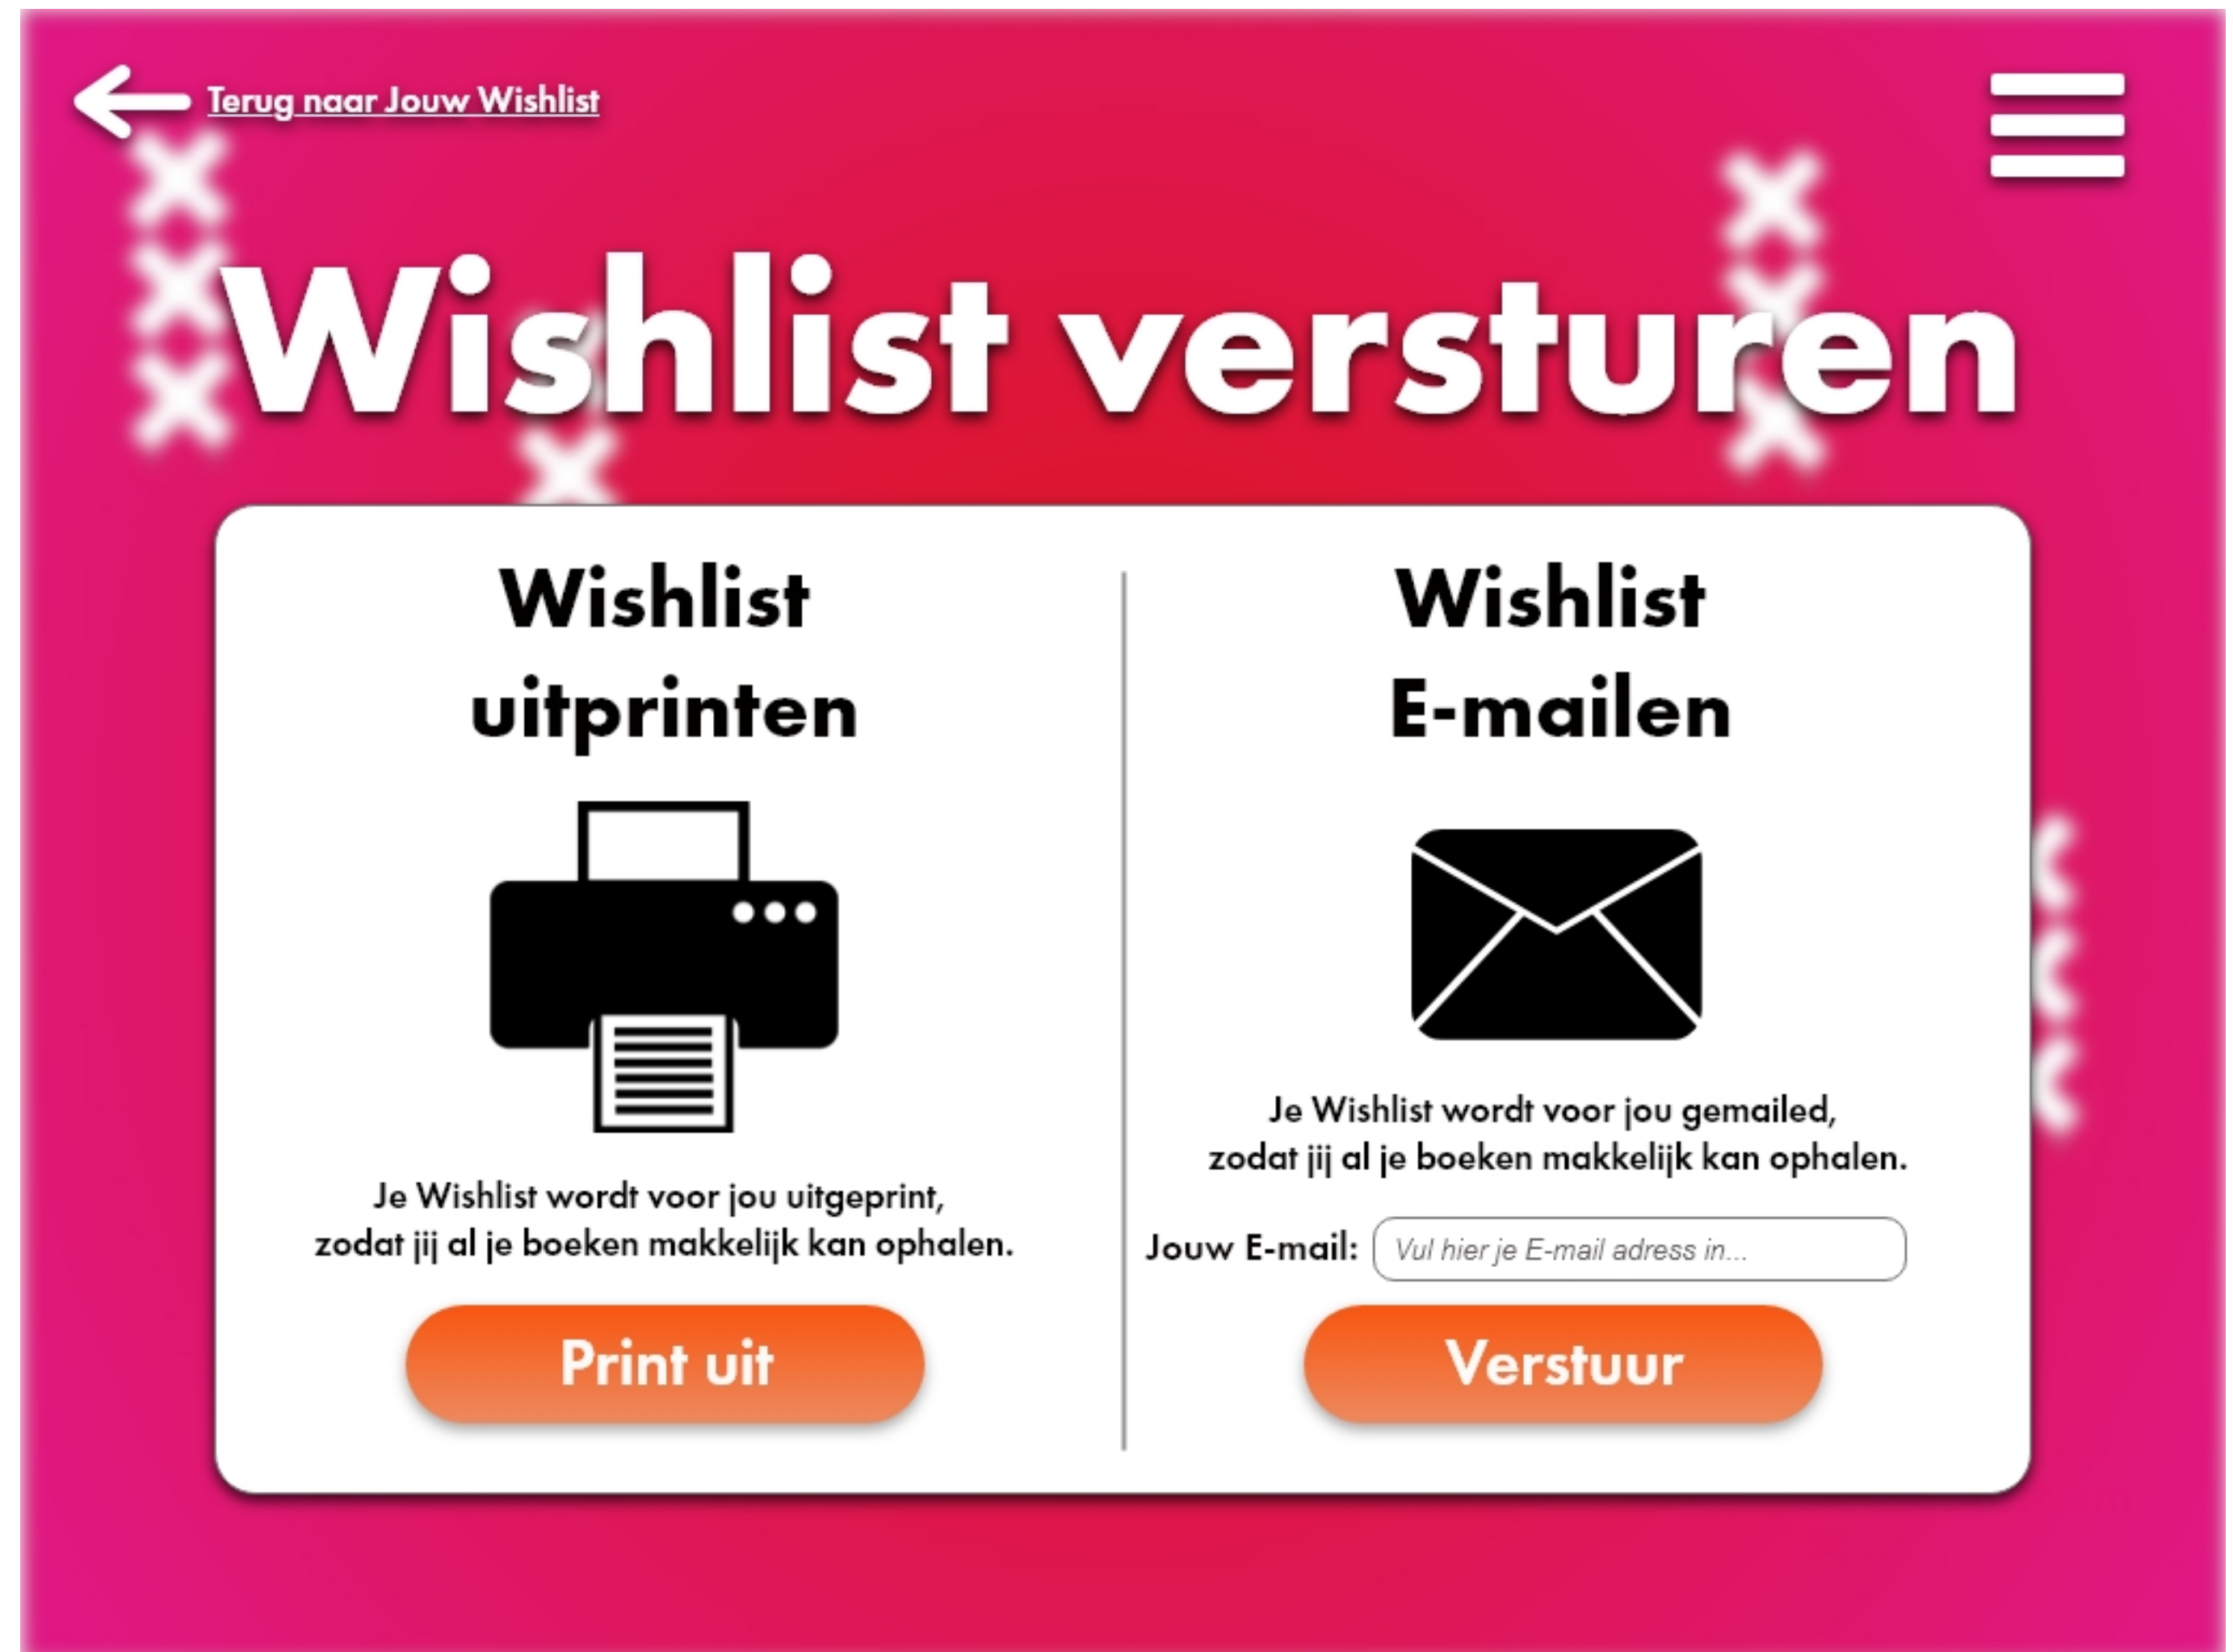 Terug naar Jouw Wishlist
Wishlist versturen
Wishlist
uitprinten
Je Wishlist wordt voor jou uitgeprint,
zodat jij al je boeken makkelijk kan ophalen.
Print uit
Wishlist
E-mailen
Je Wishlist wordt voor jou gemailed,
zodat jij al je boeken makkelijk kan ophalen.
Jouw E-mail: Vul hier je E-mail adress in...
Verstuur